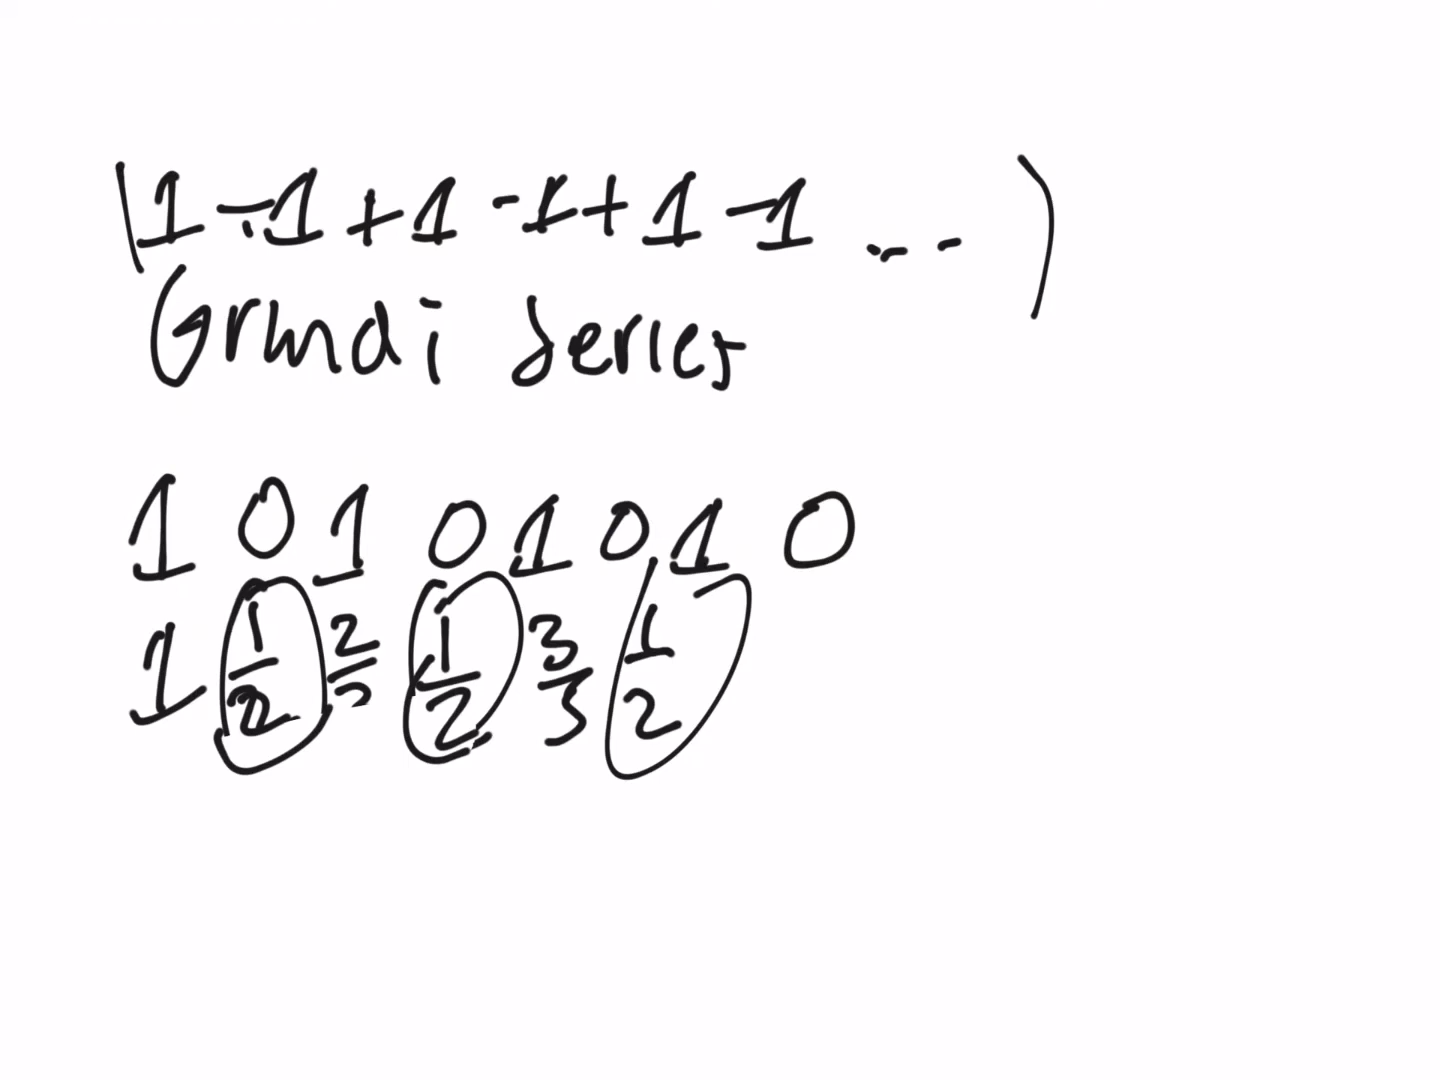 (1 - 1 + 1 - 1 + 1 - 1 ... )
Grandi Series
1 0 1 0 1 0 1 0
1 1/2 2/3 1/2 3/5 1/2